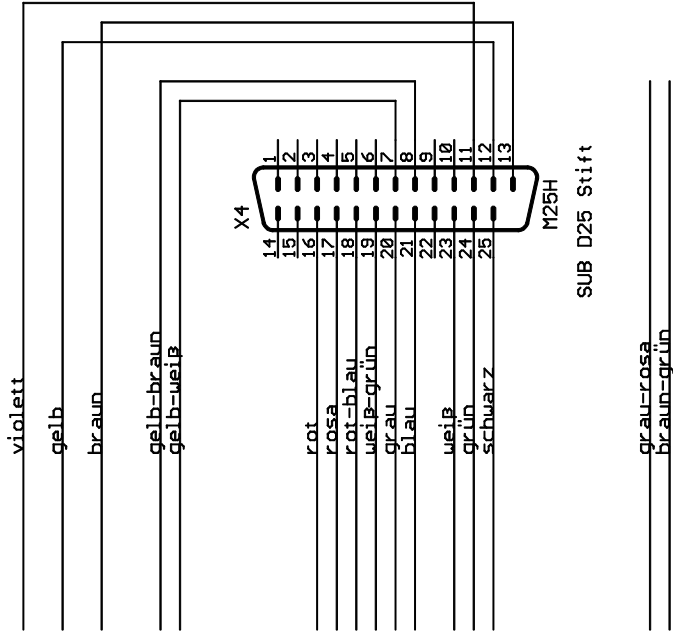 1
2
3
4
5
6
7
8
9
10
11
12
13
X4
M25H
SUB D25 Stift
14
15
16
17
18
19
20
21
22
23
24
25
violett
gelb
braun
gelb-braun
gelb-weiß
rot
rosa
rot-blau
weiß-grün
grau
blau
weiß
grün
schwarz
grau-rosa
braun-grün